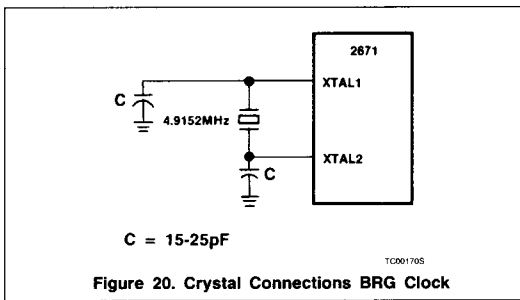 2671
XTAL1
C
4.9152MHz
XTAL2
C
C = 15-25pF
TC00170S
Figure 20. Crystal Connections BRG Clock